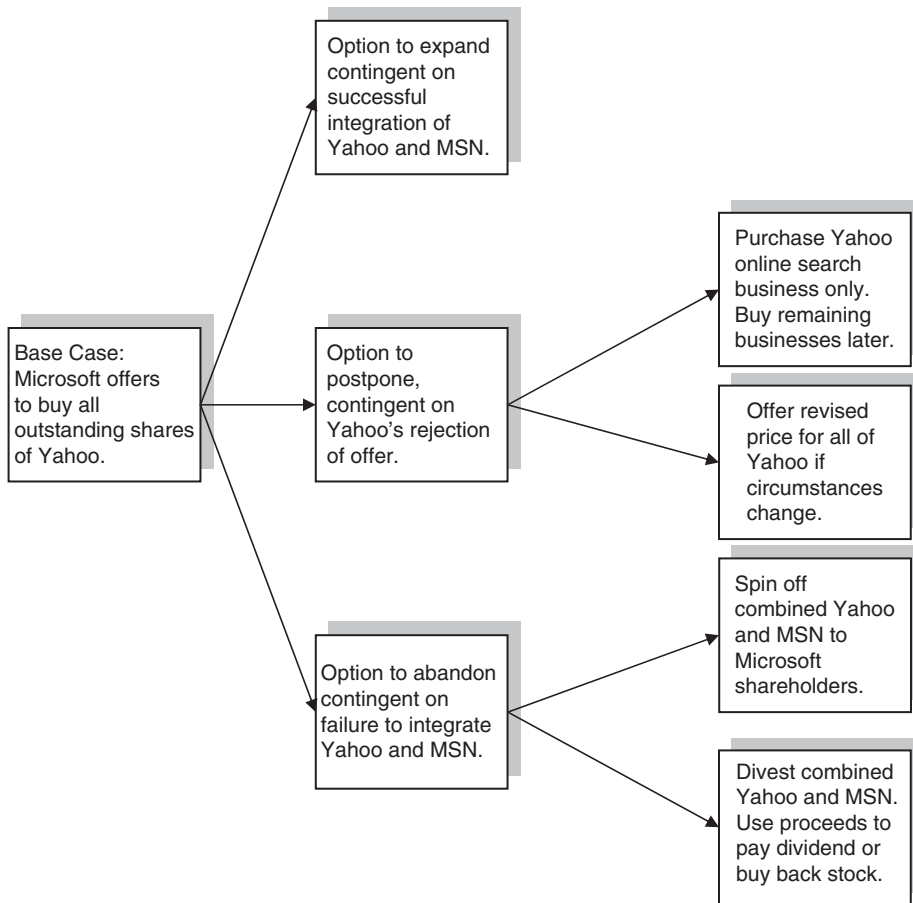 Option to expand
contingent on
successful
integration of
Yahoo and MSN.
Base Case:
Microsoft offers
to buy all
outstanding shares
of Yahoo.
Option to
postpone,
contingent on
Yahoo's rejection
of offer.
Purchase Yahoo
online search
business only.
Buy remaining
businesses later.
Offer revised
price for all of
Yahoo if
circumstances
change.
Option to abandon
contingent on
failure to integrate
Yahoo and MSN.
Spin off
combined Yahoo
and MSN to
Microsoft
shareholders.
Divest combined
Yahoo and MSN.
Use proceeds to
pay dividend or
buy back stock.